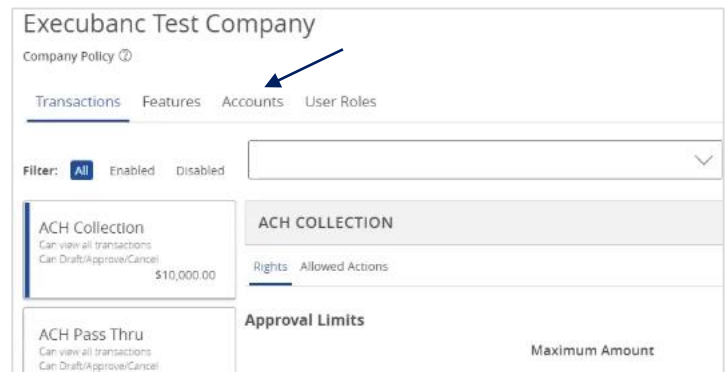 Execubanc Test Company
Company Policy ?
Transactions Features Accounts User Roles
Filter: All Enabled Disabled
ACH Collection
Can view all transactions
Can Draft/Approve/Cancel
$10,000.00
ACH Pass Thru
Can view all transactions
Can Draft/Approve/Cancel
ACH COLLECTION
Rights Allowed Actions
Approval Limits
Maximum Amount